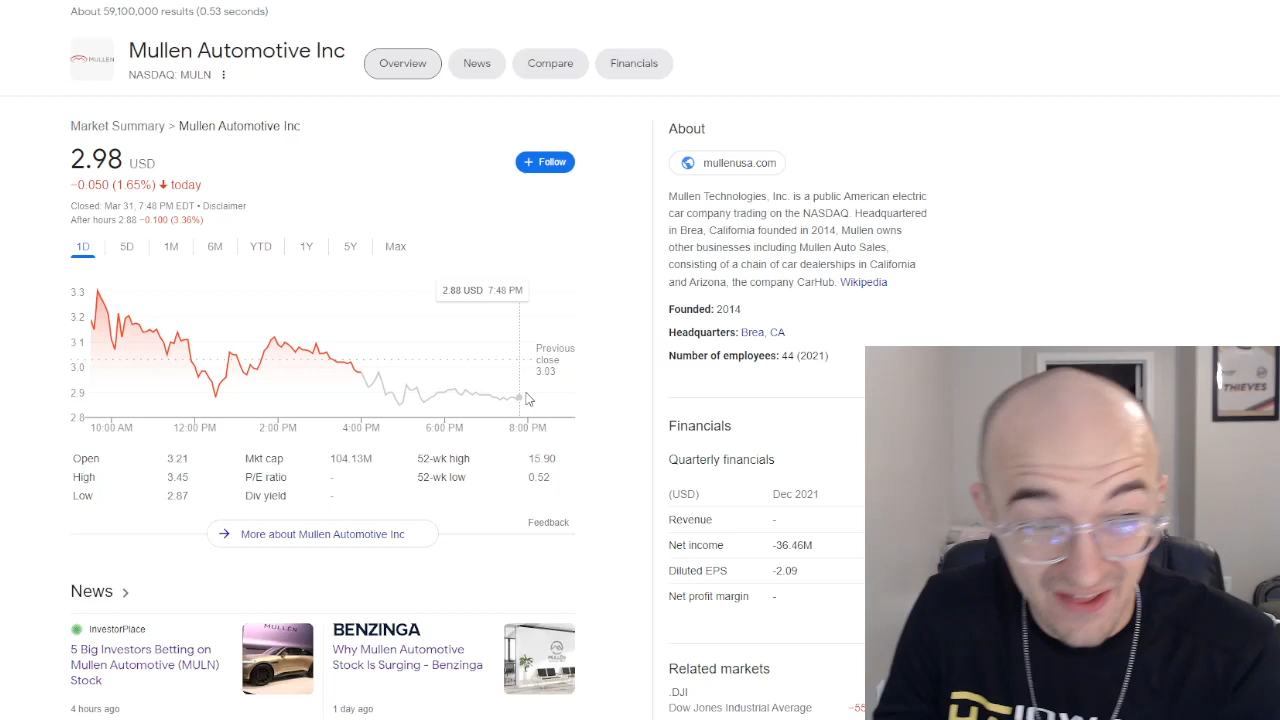 About 59,100,000 results (0.53 seconds)
MULLEN
Mullen Automotive Inc
NASDAQ: MULN
Overview
News
Compare
Financials
Market Summary > Mullen Automotive Inc
2.98 USD
+ Follow
−0.050 (1.65%) today
Closed: Mar 31, 7:48 PM EDT • Disclaimer
After hours 2.88 −0.100 (3.36%)
1D 5D 1M 6M YTD 1Y 5Y Max
2.88 USD 7:48 PM
3.3
3.2
3.1
3.0
2.9
2.8
Previous
close
3.03
10:00 AM 12:00 PM 2:00 PM 4:00 PM 6:00 PM 8:00 PM
Open 3.21 Mkt cap 104.13M 52-wk high 15.90
High 3.45 P/E ratio - 52-wk low 0.52
Low 2.87 Div yield -
Feedback
More about Mullen Automotive Inc
News
InvestorPlace
5 Big Investors Betting on
Mullen Automotive (MULN)
Stock
4 hours ago
MULLEN
BENZINGA
Why Mullen Automotive
Stock Is Surging - Benzinga
1 day ago
About
mullenusa.com
Mullen Technologies, Inc. is a public American electric
car company trading on the NASDAQ. Headquartered
in Brea, California founded in 2014, Mullen owns
other businesses including Mullen Auto Sales,
consisting of a chain of car dealerships in California
and Arizona, the company CarHub. Wikipedia
Founded: 2014
Headquarters: Brea, CA
Number of employees: 44 (2021)
Financials
Quarterly financials
(USD) Dec 2021
Revenue -
Net income -36.46M
Diluted EPS -2.09
Net profit margin -
Related markets
.DJI
Dow Jones Industrial Average
THIEVES